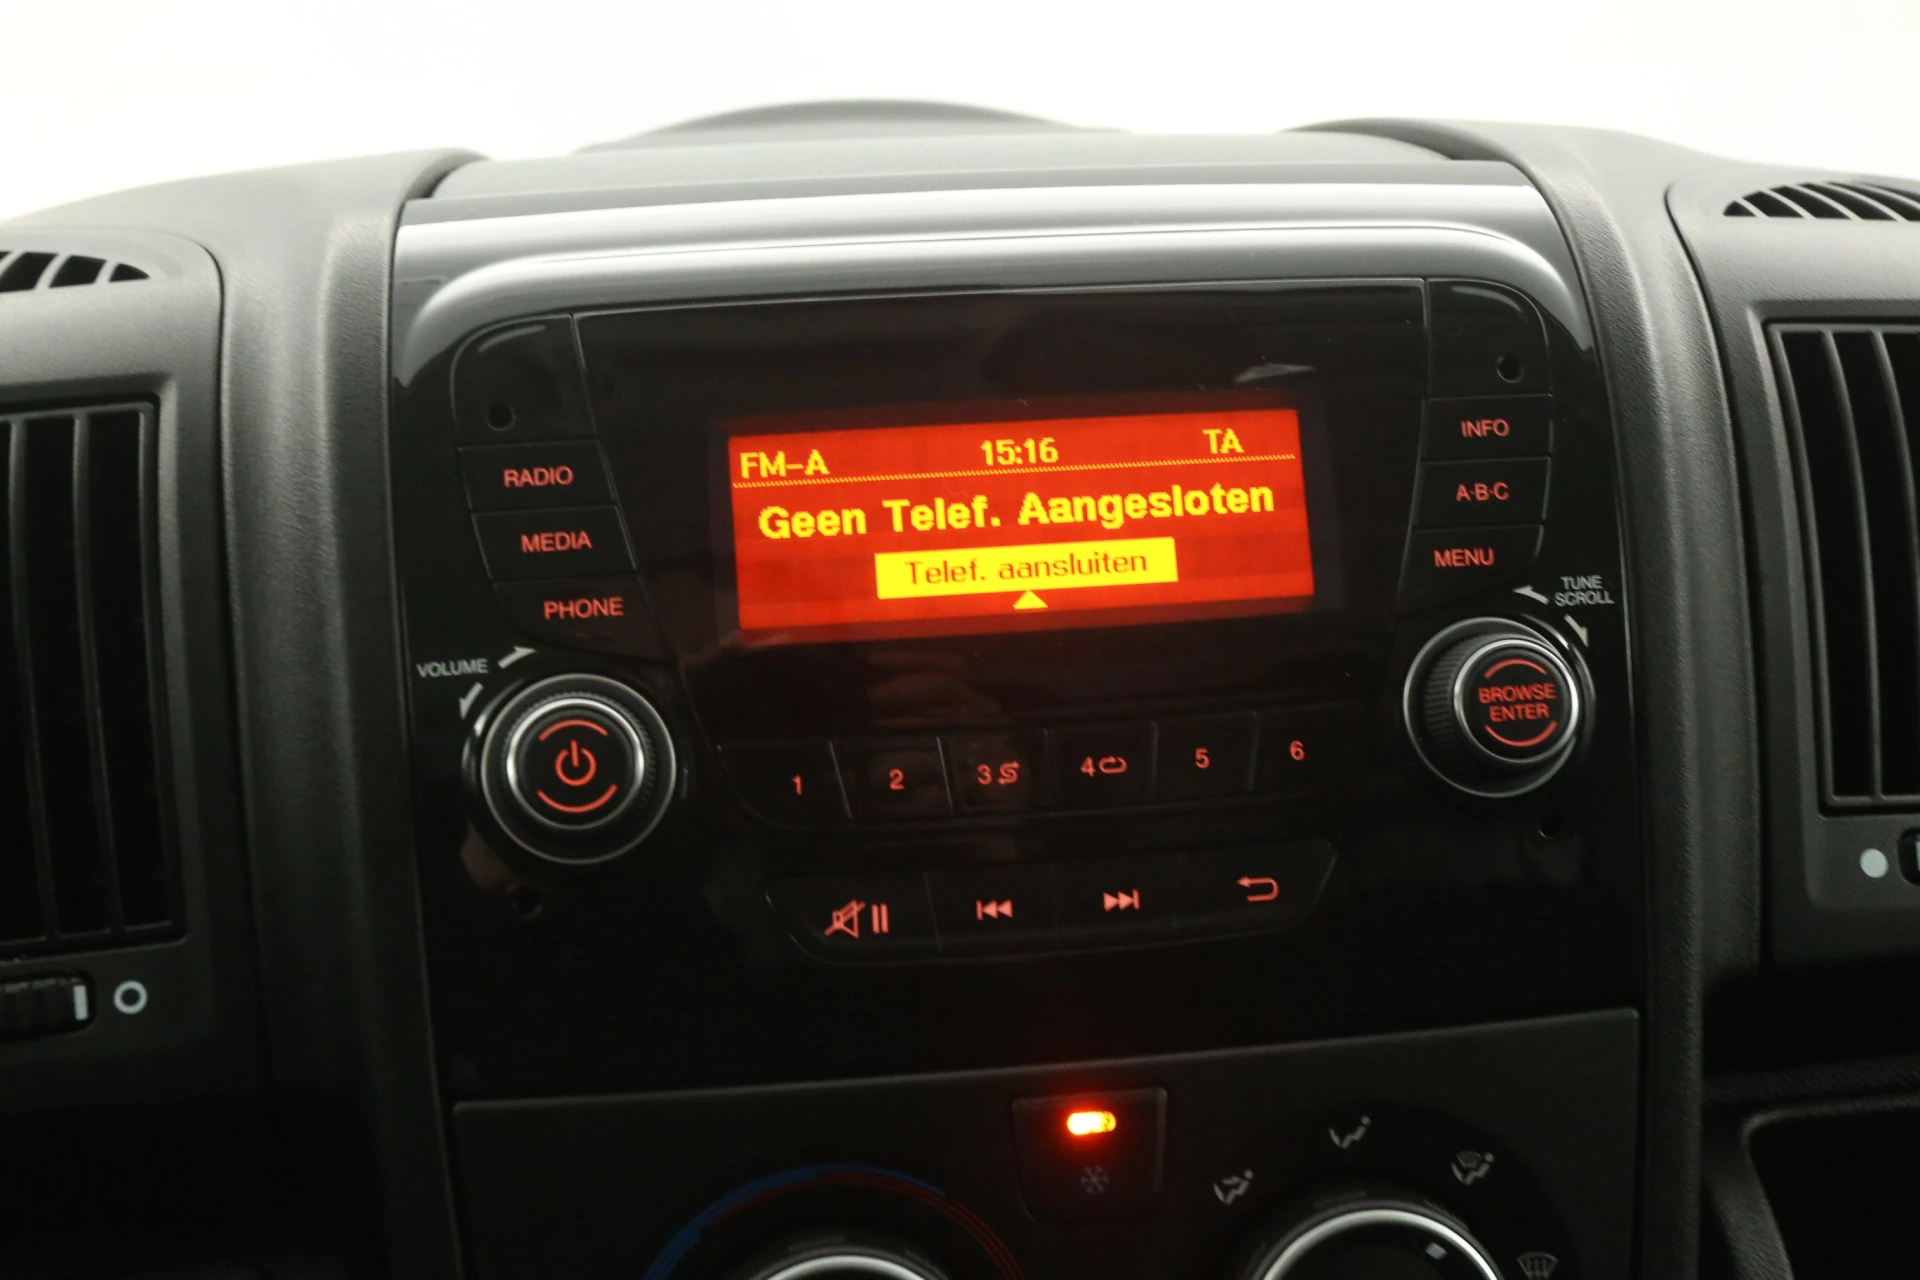 FM-A 15:16 TA
Geen Telef. Aangesloten
Telef. aansluiten
RADIO
MEDIA
PHONE
VOLUME
INFO
A·B·C
MENU
TUNE
SCROLL
BROWSE
ENTER
1 2 3 4 5 6